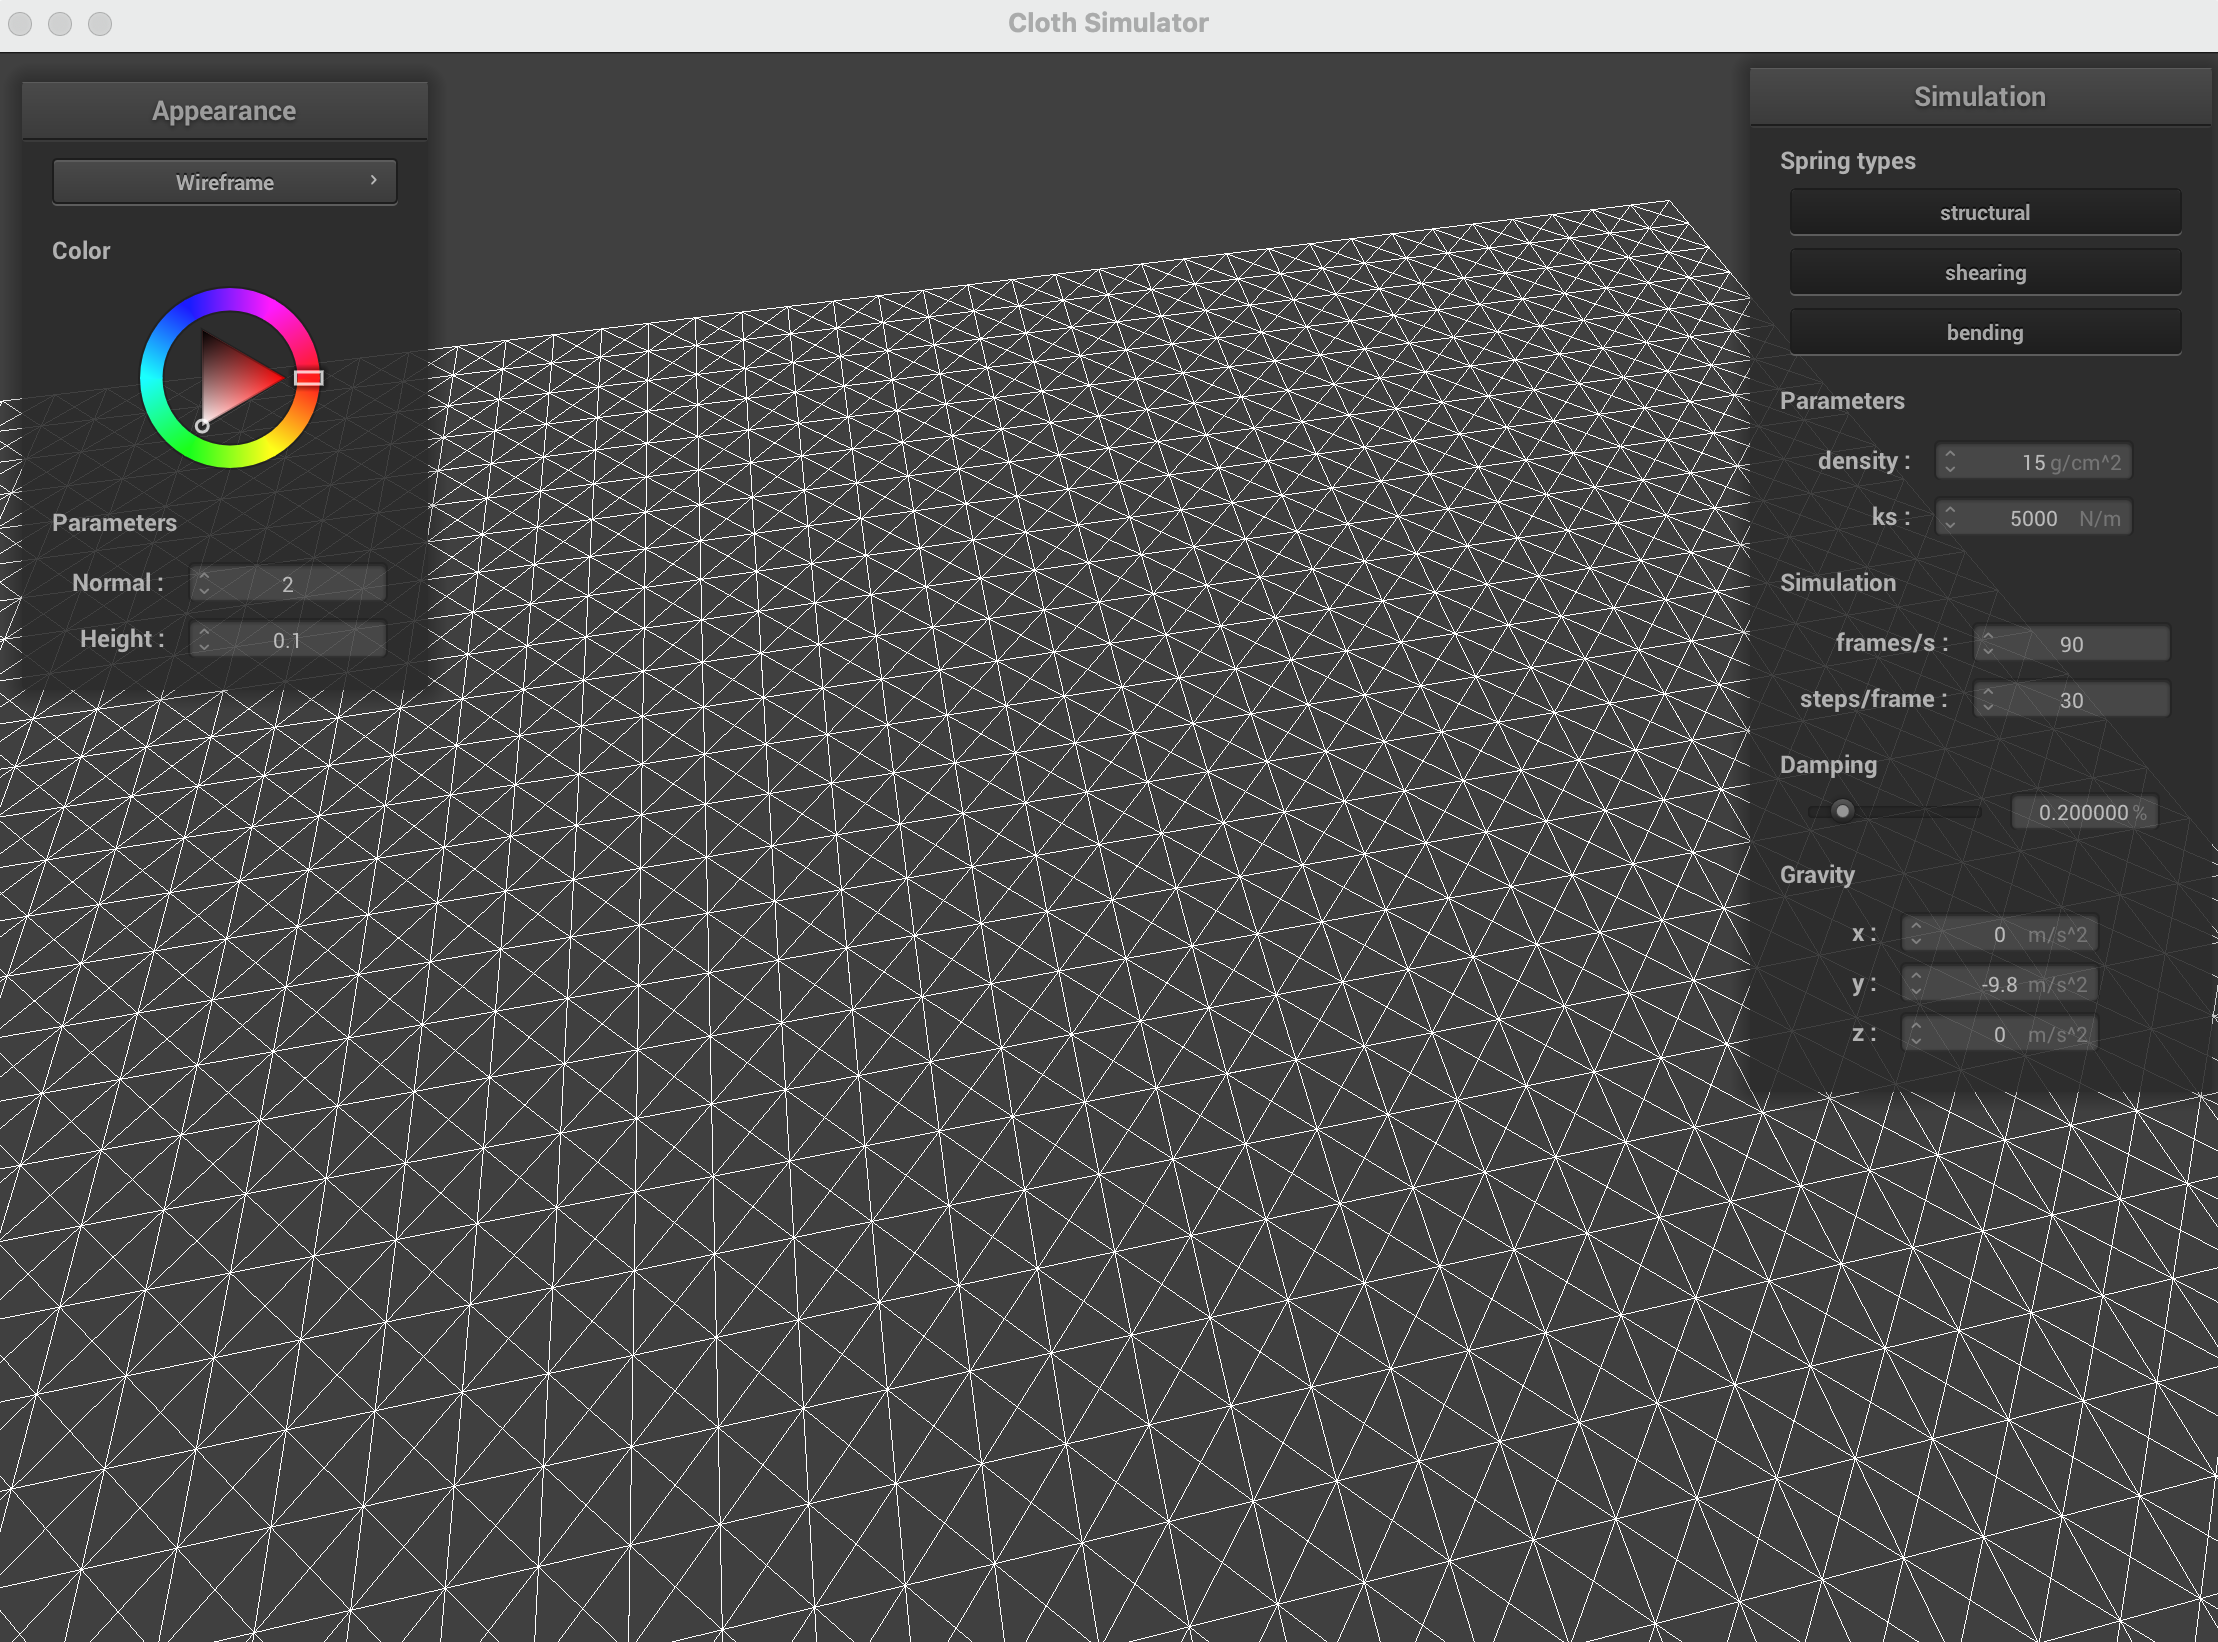 Cloth Simulator
Appearance
Wireframe
Color
Parameters
Normal : 2
Height : 0.1
Simulation
Spring types
structural
shearing
bending
Parameters
density : 15 g/cm^2
ks : 5000 N/m
Simulation
frames/s : 90
steps/frame : 30
Damping
0.200000 %
Gravity
x : 0 m/s^2
y : -9.8 m/s^2
z : 0 m/s^2